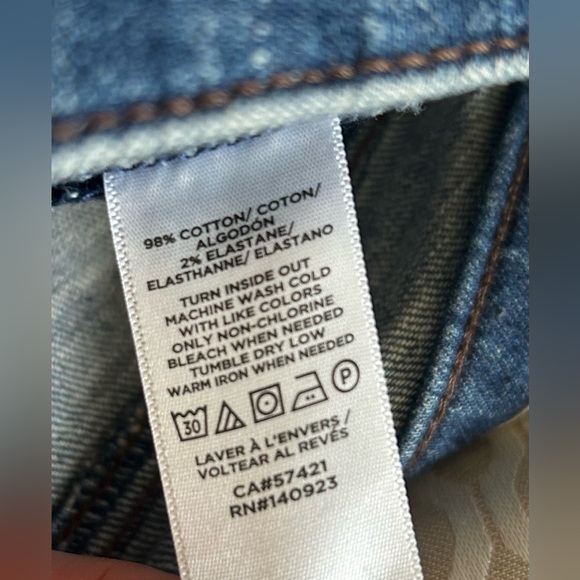 98% COTTON/ COTON/
ALGODÓN
2% ELASTANE/
ELASTHANNE/ ELASTANO
TURN INSIDE OUT
MACHINE WASH COLD
WITH LIKE COLORS
ONLY NON-CHLORINE
BLEACH WHEN NEEDED
TUMBLE DRY LOW
WARM IRON WHEN NEEDED
30 P
LAVER À L'ENVERS/
VOLTEAR AL REVÉS
CA#57421
RN#140923